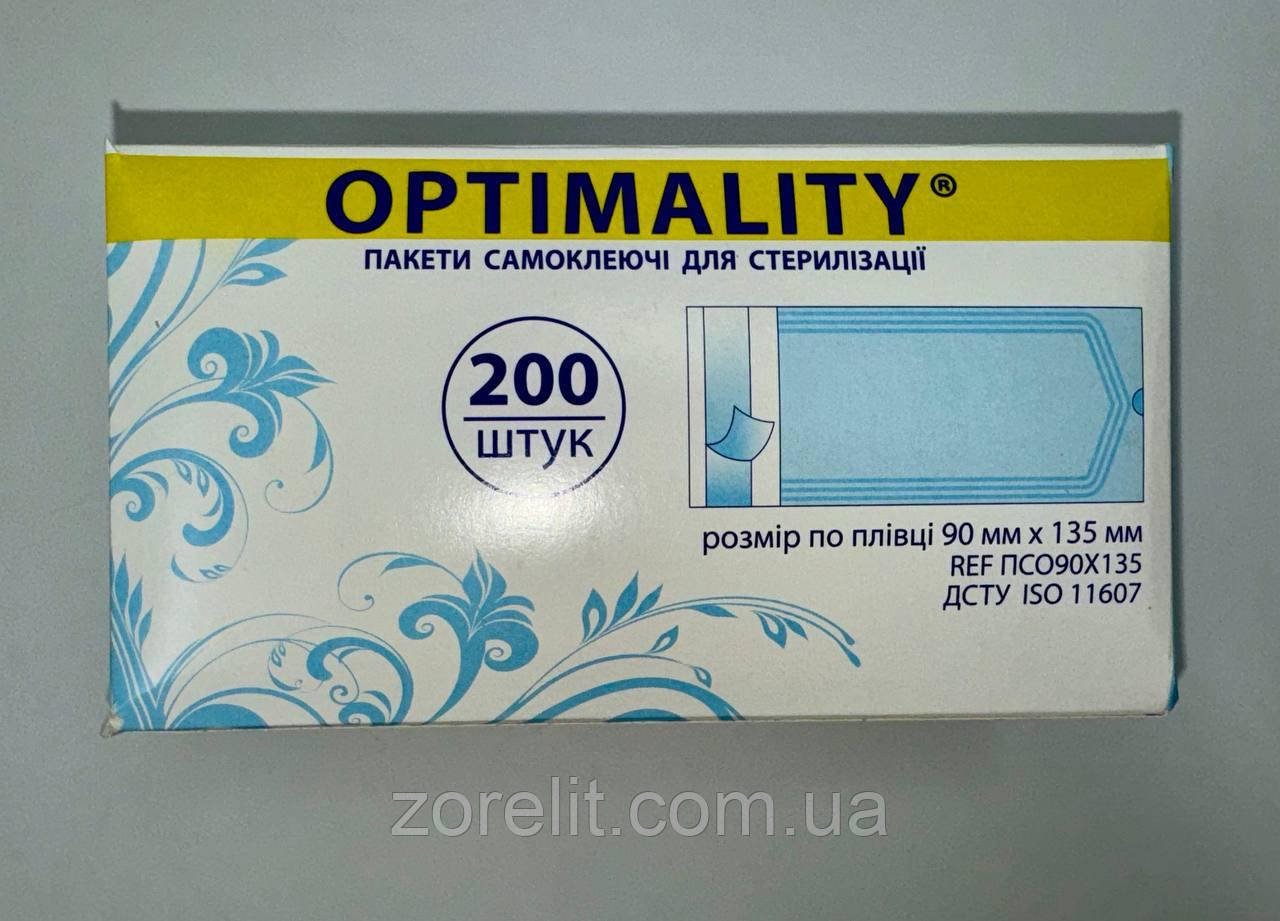 OPTIMALITY®
ПАКЕТИ САМОКЛЕЮЧІ ДЛЯ СТЕРИЛІЗАЦІЇ
200
штук
розмір по плівці 90 мм х 135 мм
REF ПСО90Х135
ДСТУ ISO 11607
zorelit.com.ua